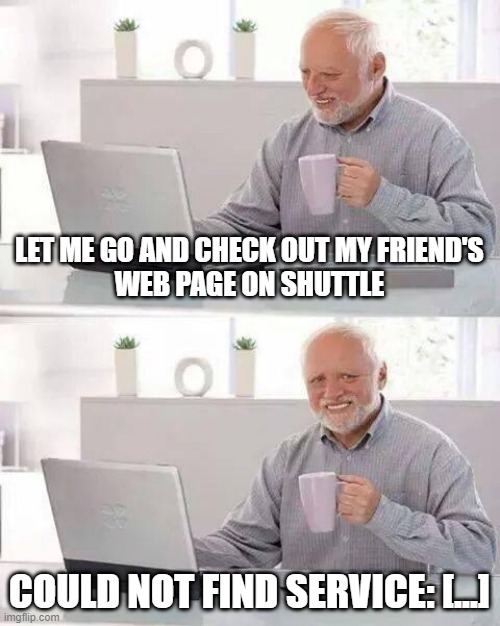 LET ME GO AND CHECK OUT MY FRIEND'S
WEB PAGE ON SHUTTLE
COULD NOT FIND SERVICE: [...]
imgflip.com